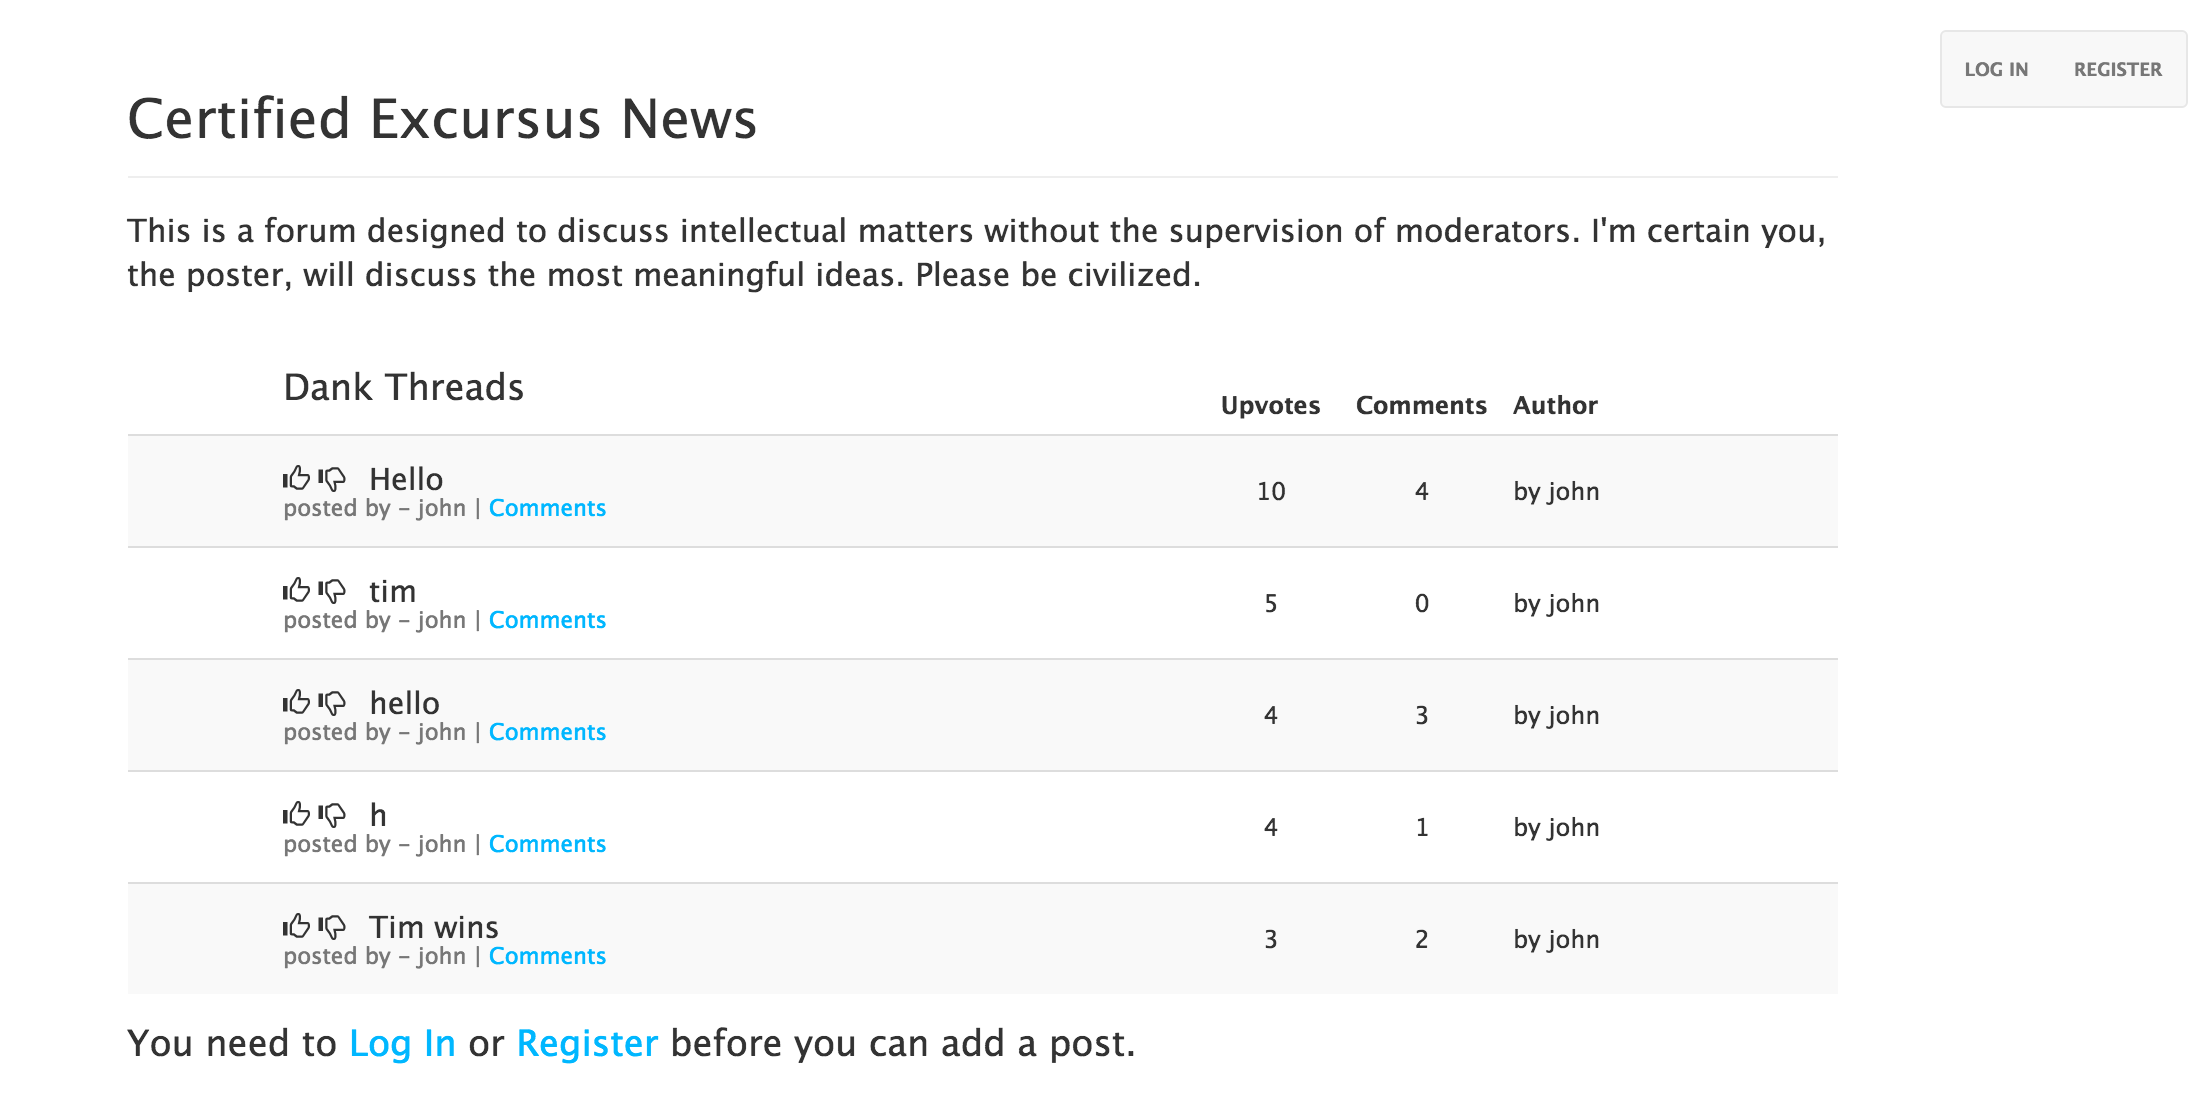 LOG IN REGISTER
Certified Excursus News
This is a forum designed to discuss intellectual matters without the supervision of moderators. I'm certain you,
the poster, will discuss the most meaningful ideas. Please be civilized.
Dank Threads Upvotes Comments Author
Hello
posted by – john | Comments 10 4 by john
tim
posted by – john | Comments 5 0 by john
hello
posted by – john | Comments 4 3 by john
h
posted by – john | Comments 4 1 by john
Tim wins
posted by – john | Comments 3 2 by john
You need to Log In or Register before you can add a post.